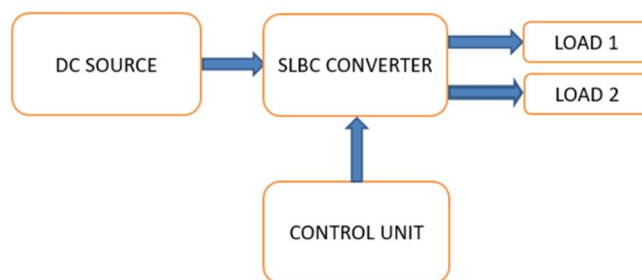 DC SOURCE
SLBC CONVERTER
LOAD 1
LOAD 2
CONTROL UNIT